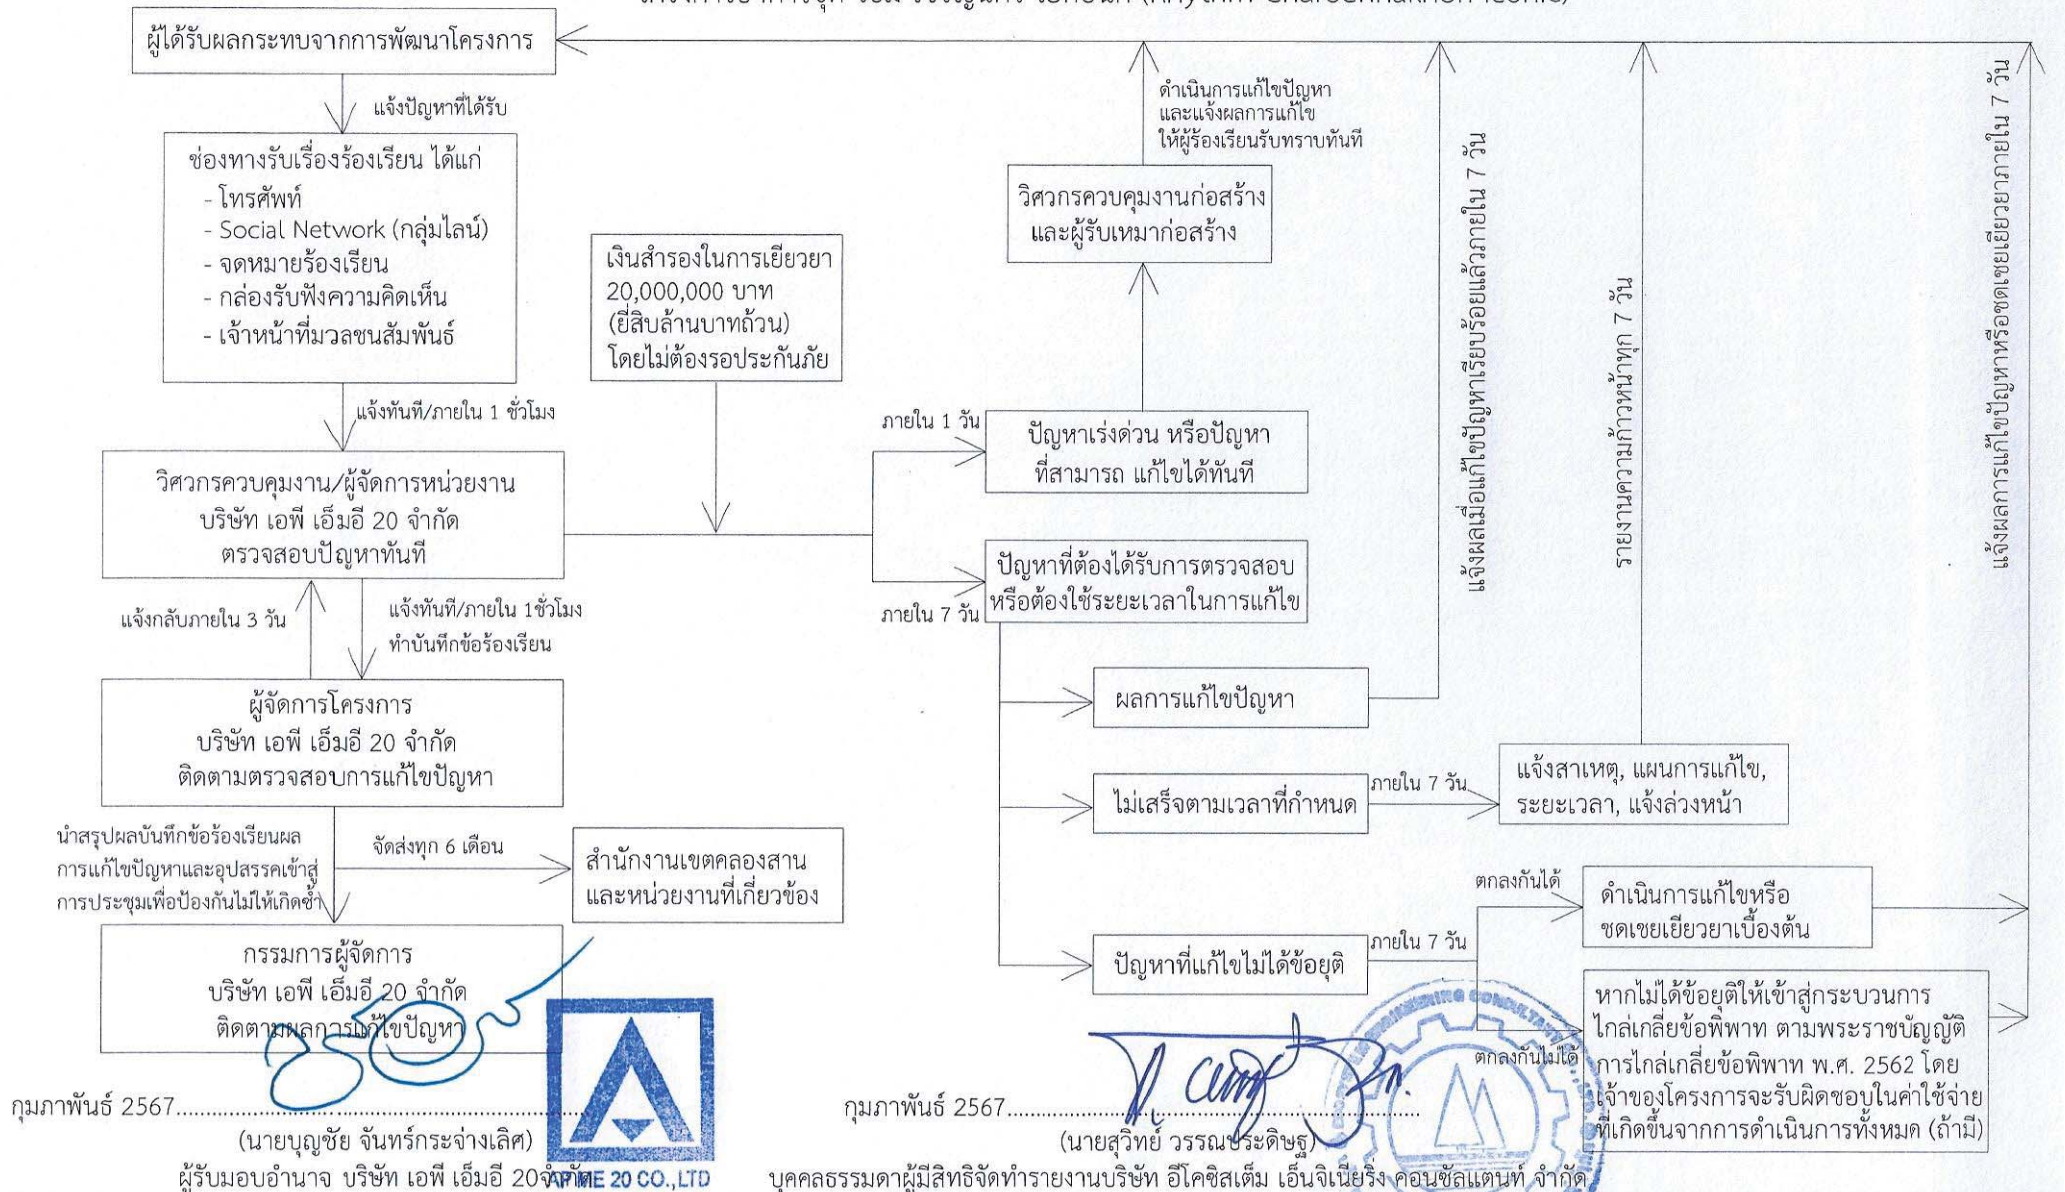 ผู้ได้รับผลกระทบจากการพัฒนาโครงการ
แจ้งปัญหาที่ได้รับ
ช่องทางรับเรื่องร้องเรียน ได้แก่
- โทรศัพท์
- Social Network (กลุ่มไลน์)
- จดหมายร้องเรียน
- กล่องรับฟังความคิดเห็น
- เจ้าหน้าที่มวลชนสัมพันธ์
แจ้งทันที/ภายใน 1 ชั่วโมง
วิศวกรควบคุมงาน/ผู้จัดการหน่วยงาน
บริษัท เอพี เอ็มอี 20 จำกัด
ตรวจสอบปัญหาทันที
แจ้งกลับภายใน 3 วัน
แจ้งทันที/ภายใน 1ชั่วโมง
ทำบันทึกข้อร้องเรียน
ผู้จัดการโครงการ
บริษัท เอพี เอ็มอี 20 จำกัด
ติดตามตรวจสอบการแก้ไขปัญหา
นำสรุปผลบันทึกข้อร้องเรียนผล
การแก้ไขปัญหาและอุปสรรคเข้าสู่
การประชุมเพื่อป้องกันไม่ให้เกิดซ้ำ
จัดส่งทุก 6 เดือน
สำนักงานเขตคลองสาน
และหน่วยงานที่เกี่ยวข้อง
กรรมการผู้จัดการ
บริษัท เอพี เอ็มอี 20 จำกัด
ติดตามผลการแก้ไขปัญหา
เงินสำรองในการเยียวยา
20,000,000 บาท
(ยี่สิบล้านบาทถ้วน)
โดยไม่ต้องรอประกันภัย
ภายใน 1 วัน
ปัญหาเร่งด่วน หรือปัญหา
ที่สามารถ แก้ไขได้ทันที
วิศวกรควบคุมงานก่อสร้าง
และผู้รับเหมาก่อสร้าง
ดำเนินการแก้ไขปัญหา
และแจ้งผลการแก้ไข
ให้ผู้ร้องเรียนรับทราบทันที
ภายใน 7 วัน
ปัญหาที่ต้องได้รับการตรวจสอบ
หรือต้องใช้ระยะเวลาในการแก้ไข
ผลการแก้ไขปัญหา
แจ้งผลเมื่อแก้ไขปัญหาเรียบร้อยแล้วภายใน 7 วัน
ไม่เสร็จตามเวลาที่กำหนด
ภายใน 7 วัน
แจ้งสาเหตุ, แผนการแก้ไข,
ระยะเวลา, แจ้งล่วงหน้า
รายงานความก้าวหน้าทุก 7 วัน
ปัญหาที่แก้ไขไม่ได้ข้อยุติ
ภายใน 7 วัน
ตกลงกันได้
ดำเนินการแก้ไขหรือ
ชดเชยเยียวยาเบื้องต้น
ตกลงกันไม่ได้
หากไม่ได้ข้อยุติให้เข้าสู่กระบวนการ
ไกล่เกลี่ยข้อพิพาท ตามพระราชบัญญัติ
การไกล่เกลี่ยข้อพิพาท พ.ศ. 2562 โดย
เจ้าของโครงการจะรับผิดชอบในค่าใช้จ่าย
ที่เกิดขึ้นจากการดำเนินการทั้งหมด (ถ้ามี)
แจ้งผลการแก้ไขปัญหาหรือชดเชยเยียวยาภายใน 7 วัน
กุมภาพันธ์ 2567
(นายบุญชัย จันทร์กระจ่างเลิศ)
ผู้รับมอบอำนาจ บริษัท เอพี เอ็มอี 20จำกัด
AP ME 20 CO.,LTD
กุมภาพันธ์ 2567
(นายสุวิทย์ วรรณประดิษฐ)
บุคคลธรรมดาผู้มีสิทธิจัดทำรายงานบริษัท อีโคซิสเต็ม เอ็นจิเนียริ่ง คอนซัลแตนท์ จำกัด